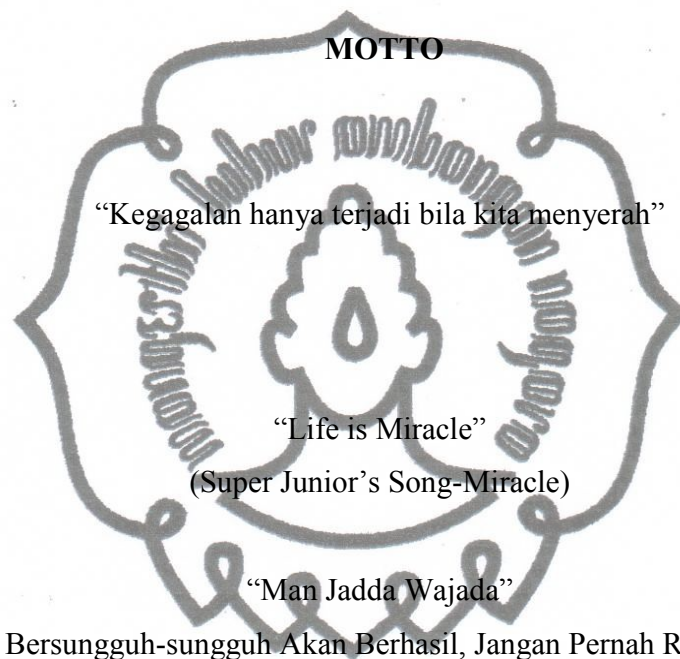 MOTTO
“Kegagalan hanya terjadi bila kita menyerah”
“Life is Miracle”
(Super Junior’s Song-Miracle)
“Man Jadda Wajada”
Bersungguh-sungguh Akan Berhasil, Jangan Pernah R